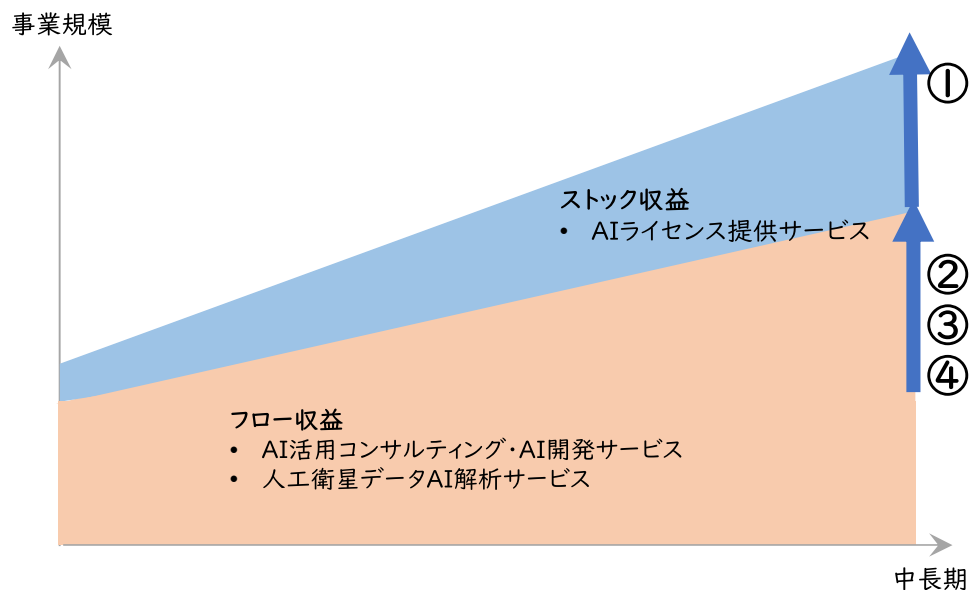 事業規模
①
ストック収益
• AIライセンス提供サービス
②
③
④
フロー収益
• AI活用コンサルティング・AI開発サービス
• 人工衛星データAI解析サービス
中長期